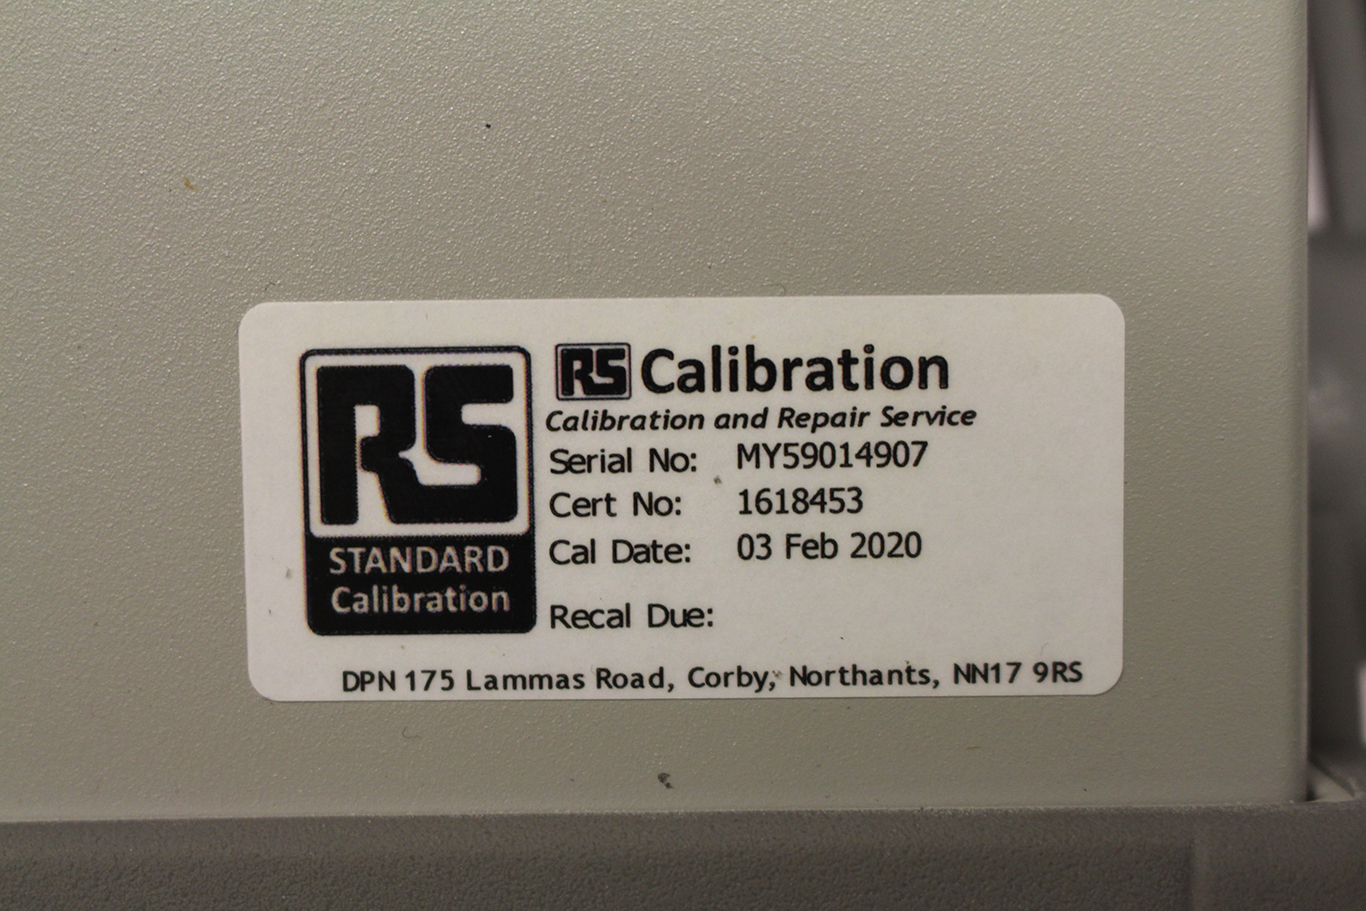 RS
STANDARD
Calibration
RS Calibration
Calibration and Repair Service
Serial No: MY59014907
Cert No: 1618453
Cal Date: 03 Feb 2020
Recal Due:
DPN 175 Lammas Road, Corby, Northants, NN17 9RS